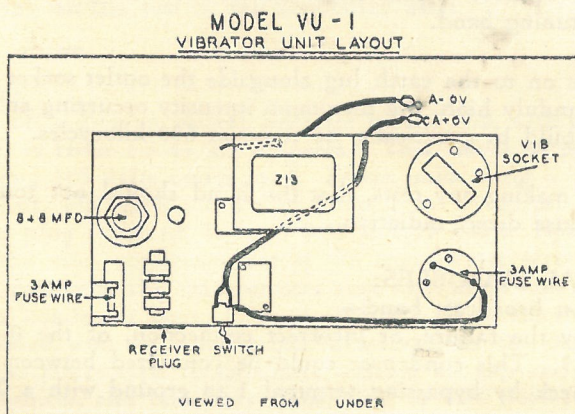 MODEL VU-1
VIBRATOR UNIT LAYOUT
A-6V
A+6V
VIB
SOCKET
Z13
8+8 MFD
3AMP
FUSE WIRE
3AMP
FUSE WIRE
RECEIVER
PLUG
SWITCH
VIEWED FROM UNDER